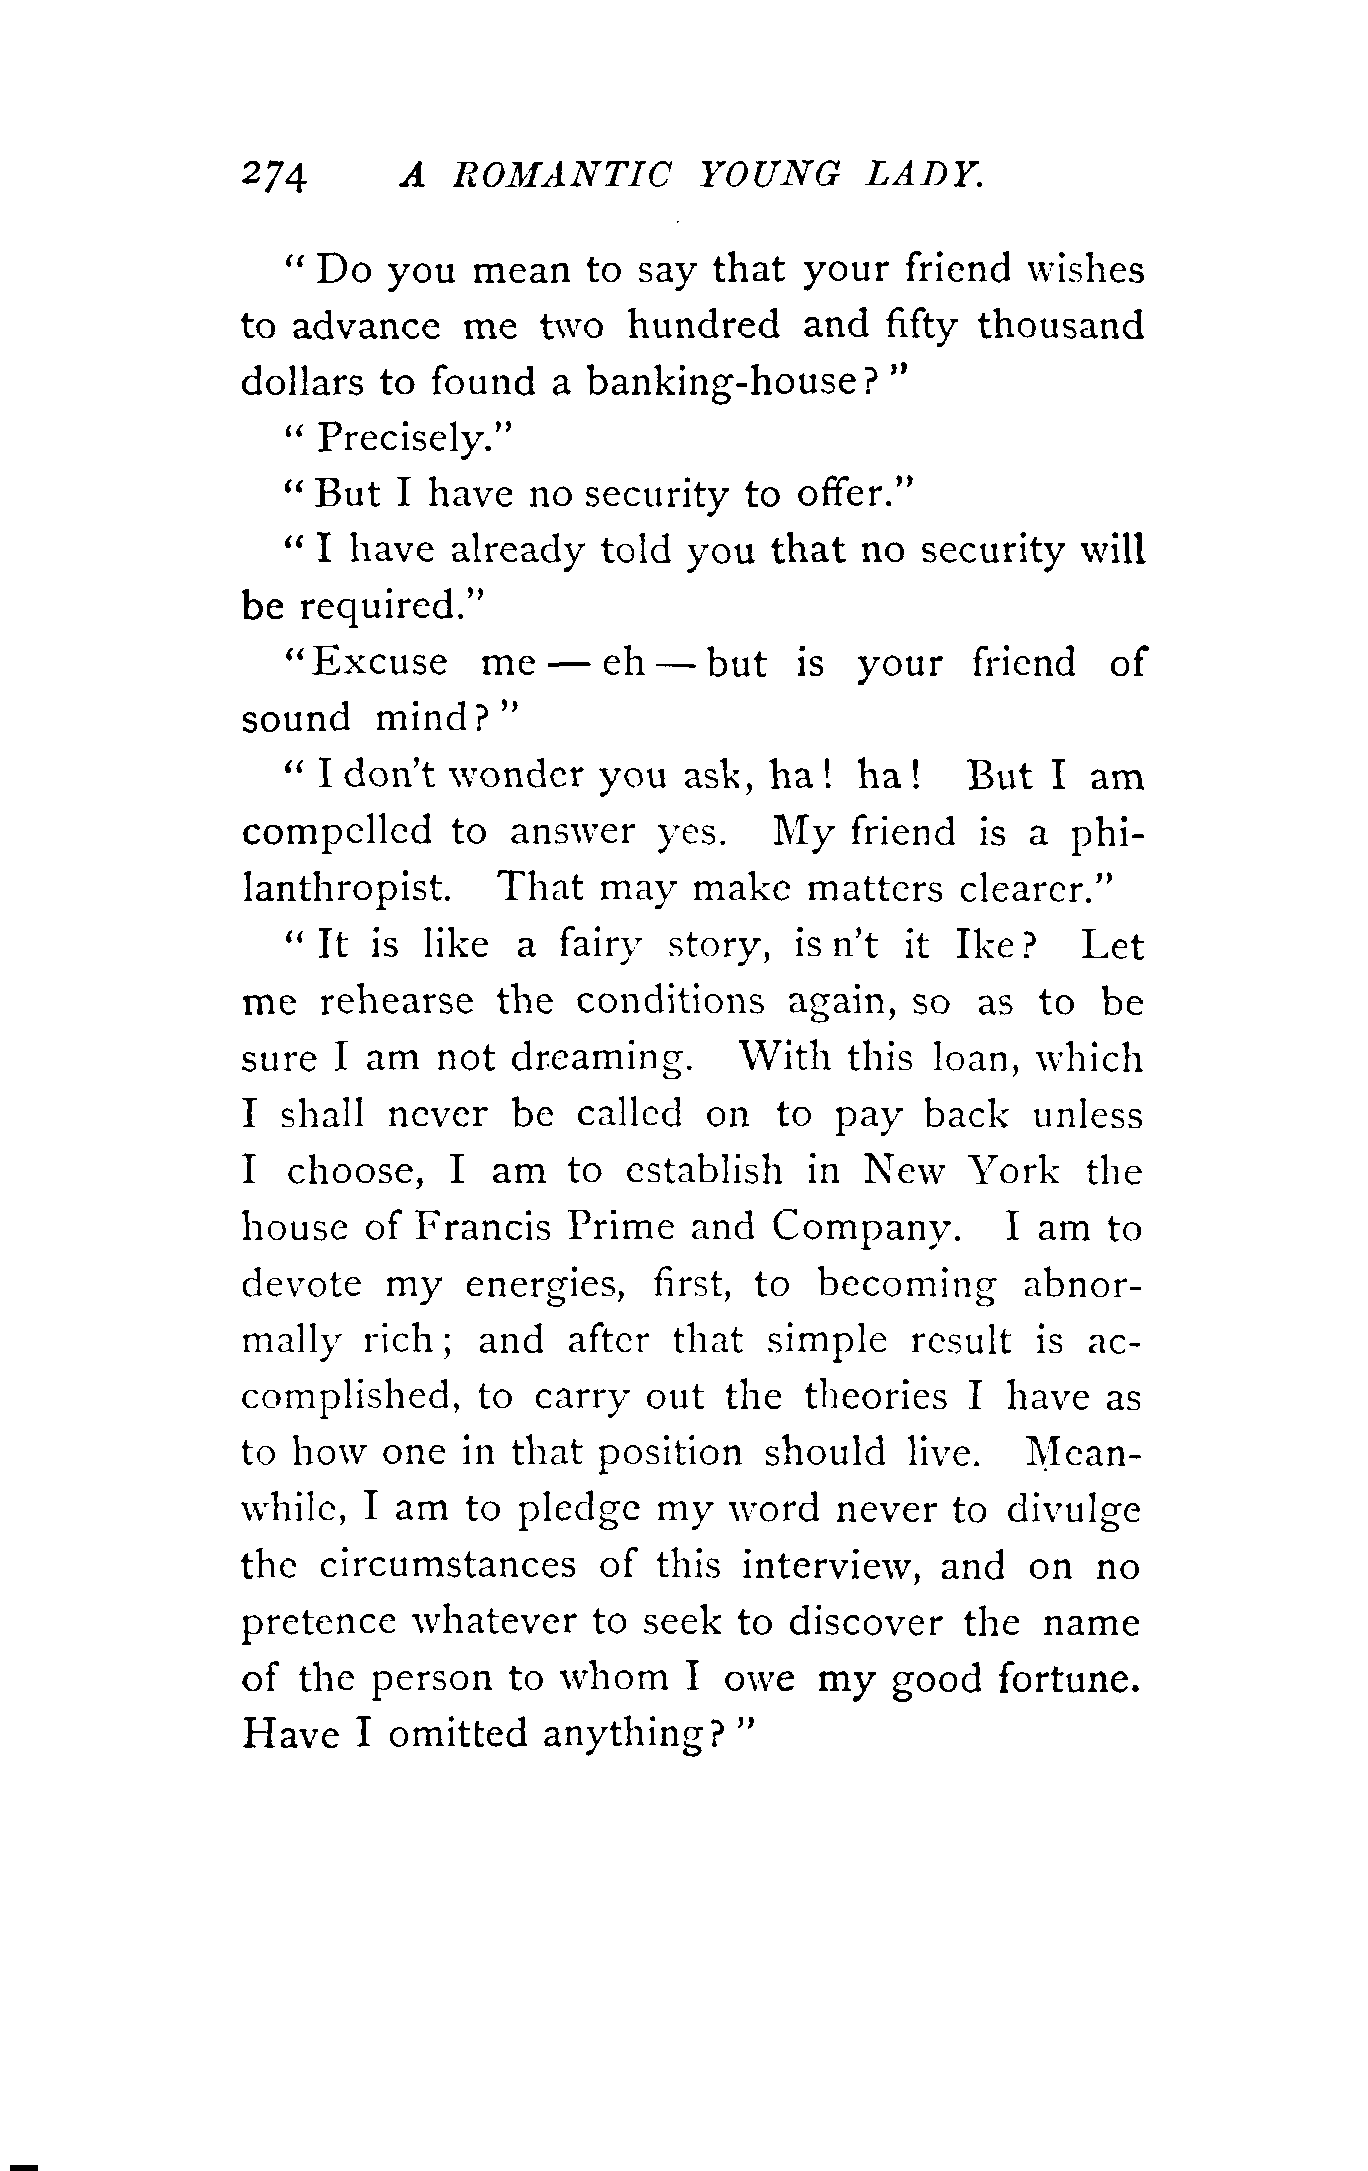 274 A ROMANTIC YOUNG LADY.
" Do you mean to say that your friend wishes
to advance me two hundred and fifty thousand
dollars to found a banking-house? "
" Precisely."
" But I have no security to offer."
" I have already told you that no security will
be required."
"Excuse me — eh — but is your friend of
sound mind? "
" I don't wonder you ask, ha! ha! But I am
compelled to answer yes. My friend is a phi-
lanthropist. That may make matters clearer."
" It is like a fairy story, is n't it Ike? Let
me rehearse the conditions again, so as to be
sure I am not dreaming. With this loan, which
I shall never be called on to pay back unless
I choose, I am to establish in New York the
house of Francis Prime and Company. I am to
devote my energies, first, to becoming abnor-
mally rich; and after that simple result is ac-
complished, to carry out the theories I have as
to how one in that position should live. Mean-
while, I am to pledge my word never to divulge
the circumstances of this interview, and on no
pretence whatever to seek to discover the name
of the person to whom I owe my good fortune.
Have I omitted anything? "